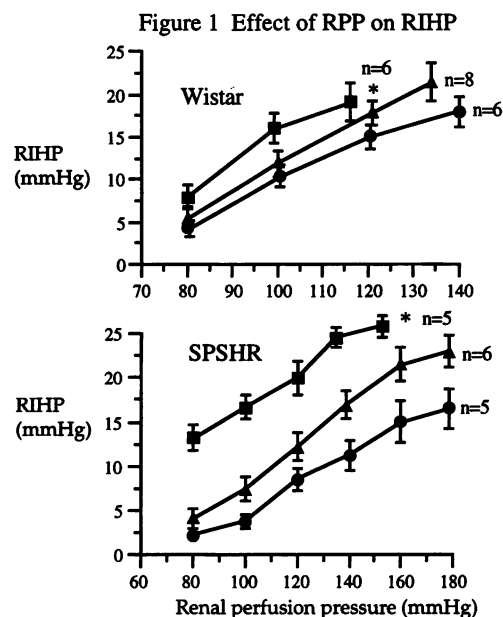 Figure 1 Effect of RPP on RIHP
25
20
15
10
5
0
RIHP
(mmHg)
Wistar
n=6
*
n=8
n=6
70 80 90 100 110 120 130 140
25
20
15
10
5
0
RIHP
(mmHg)
SPSHR
* n=5
n=6
n=5
60 80 100 120 140 160 180
Renal perfusion pressure (mmHg)